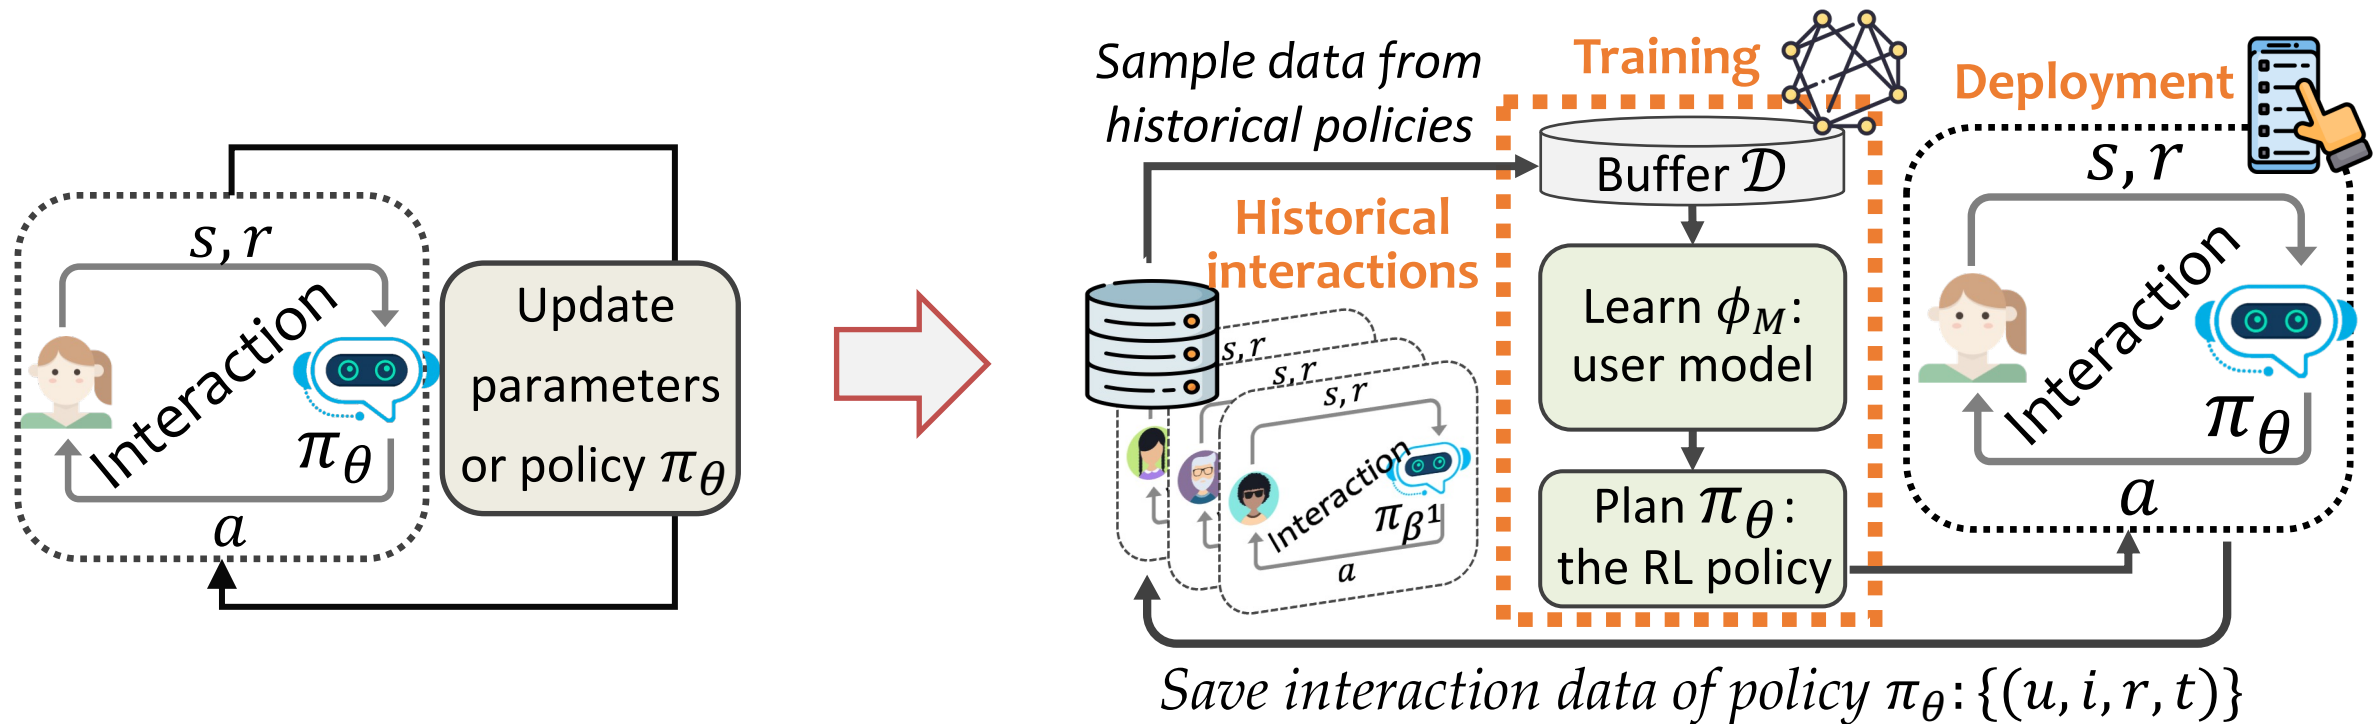 s, r
Interaction
π_θ
a
Update
parameters
or policy π_θ
Sample data from
historical policies
Historical
interactions
s, r
s, r
s, r
Interaction
π_β¹
a
Training
Buffer 𝒟
Learn ϕ_M:
user model
Plan π_θ:
the RL policy
Deployment
s, r
Interaction
π_θ
a
Save interaction data of policy π_θ: {(u, i, r, t)}